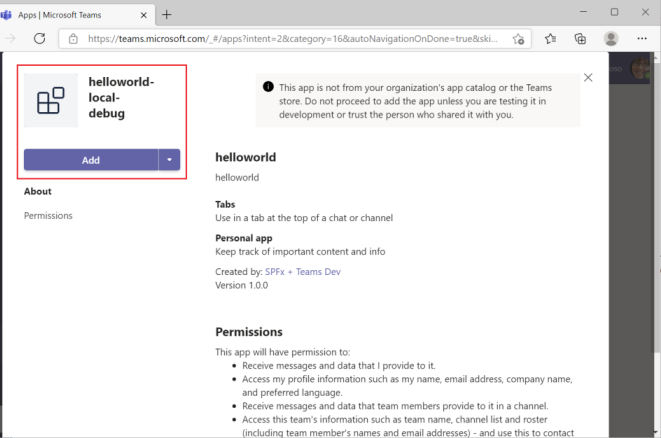 Apps | Microsoft Teams
https://teams.microsoft.com/_#/apps?intent=2&category=16&autoNavigationOnDone=true&ski...
helloworld-
local-
debug
Add
About
Permissions
This app is not from your organization's app catalog or the Teams
store. Do not proceed to add the app unless you are testing it in
development or trust the person who shared it with you.
helloworld
helloworld
Tabs
Use in a tab at the top of a chat or channel
Personal app
Keep track of important content and info
Created by: SPFx + Teams Dev
Version 1.0.0
Permissions
This app will have permission to:
Receive messages and data that I provide to it.
Access my profile information such as my name, email address, company name,
and preferred language.
Receive messages and data that team members provide to it in a channel.
Access this team's information such as team name, channel list and roster
(including team member's names and email addresses) - and use this to contact